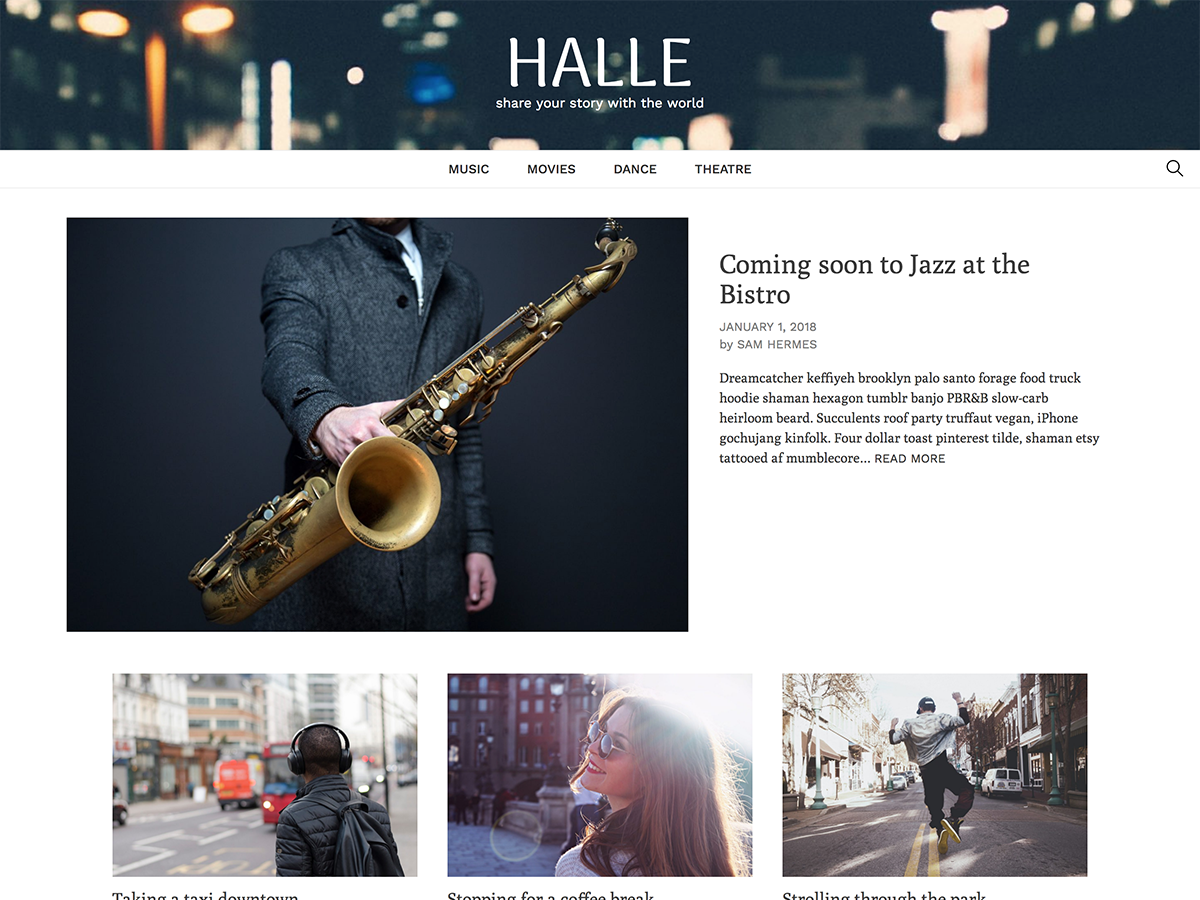 HALLE
share your story with the world
MUSIC MOVIES DANCE THEATRE
Coming soon to Jazz at the
Bistro
JANUARY 1, 2018
by SAM HERMES
Dreamcatcher keffiyeh brooklyn palo santo forage food truck
hoodie shaman hexagon tumblr banjo PBR&B slow-carb
heirloom beard. Succulents roof party truffaut vegan, iPhone
gochujang kinfolk. Four dollar toast pinterest tilde, shaman etsy
tattooed af mumblecore... READ MORE
Taking a taxi downtown
Stopping for a coffee break
Strolling through the park